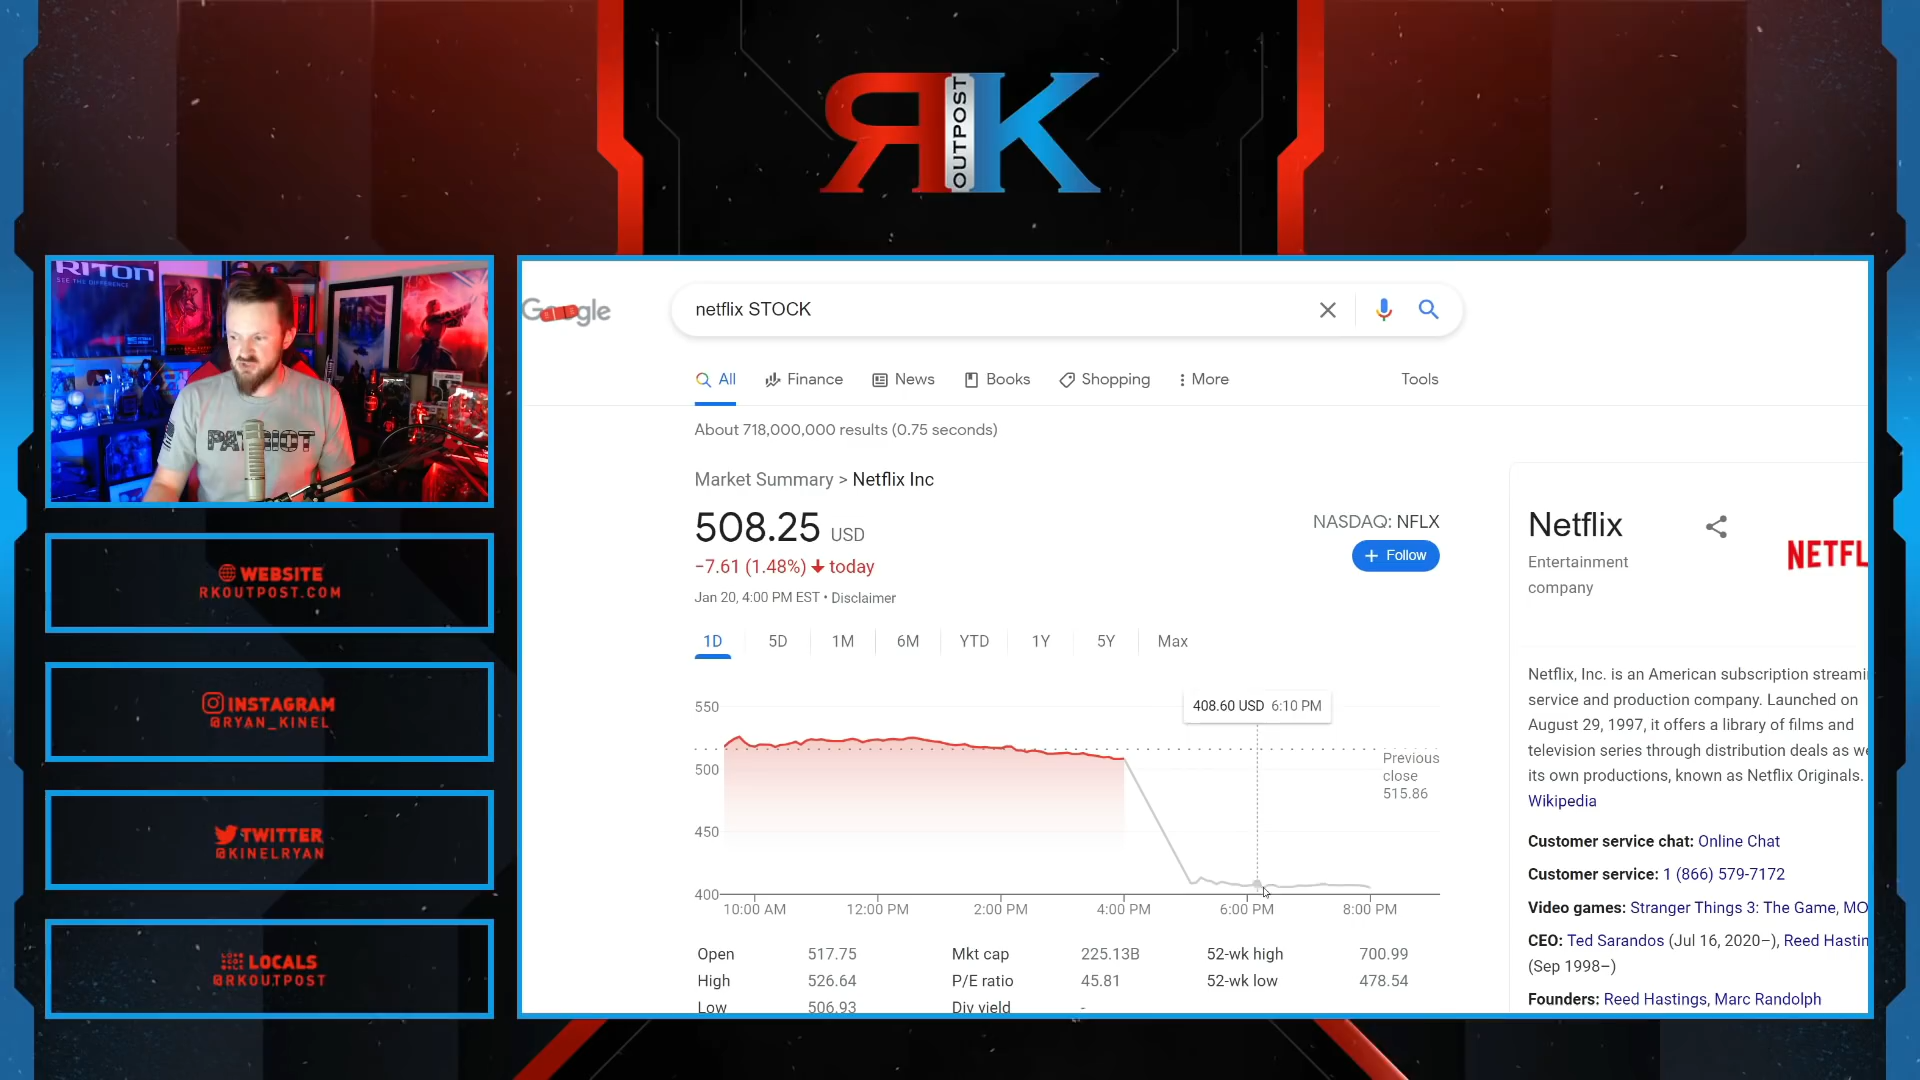 RK
OUTPOST
RITON
SEE THE DIFFERENCE
PATRIOT
WEBSITE
RKOUTPOST.COM
INSTAGRAM
@RYAN_KINEL
TWITTER
@KINELRYAN
LOCALS
@RKOUTPOST
Google
netflix STOCK
All
Finance
News
Books
Shopping
More
Tools
About 718,000,000 results (0.75 seconds)
Market Summary > Netflix Inc
508.25 USD
−7.61 (1.48%) today
Jan 20, 4:00 PM EST • Disclaimer
NASDAQ: NFLX
+ Follow
1D 5D 1M 6M YTD 1Y 5Y Max
408.60 USD 6:10 PM
550
500
450
400
Previous
close
515.86
10:00 AM 12:00 PM 2:00 PM 4:00 PM 6:00 PM 8:00 PM
Open 517.75 Mkt cap 225.13B 52-wk high 700.99
High 526.64 P/E ratio 45.81 52-wk low 478.54
Low 506.93 Div yield -
Netflix
Entertainment
company
NETFL
Netflix, Inc. is an American subscription streami
service and production company. Launched on
August 29, 1997, it offers a library of films and
television series through distribution deals as we
its own productions, known as Netflix Originals.
Wikipedia
Customer service chat: Online Chat
Customer service: 1 (866) 579-7172
Video games: Stranger Things 3: The Game, MO
CEO: Ted Sarandos (Jul 16, 2020–), Reed Hastin
(Sep 1998–)
Founders: Reed Hastings, Marc Randolph